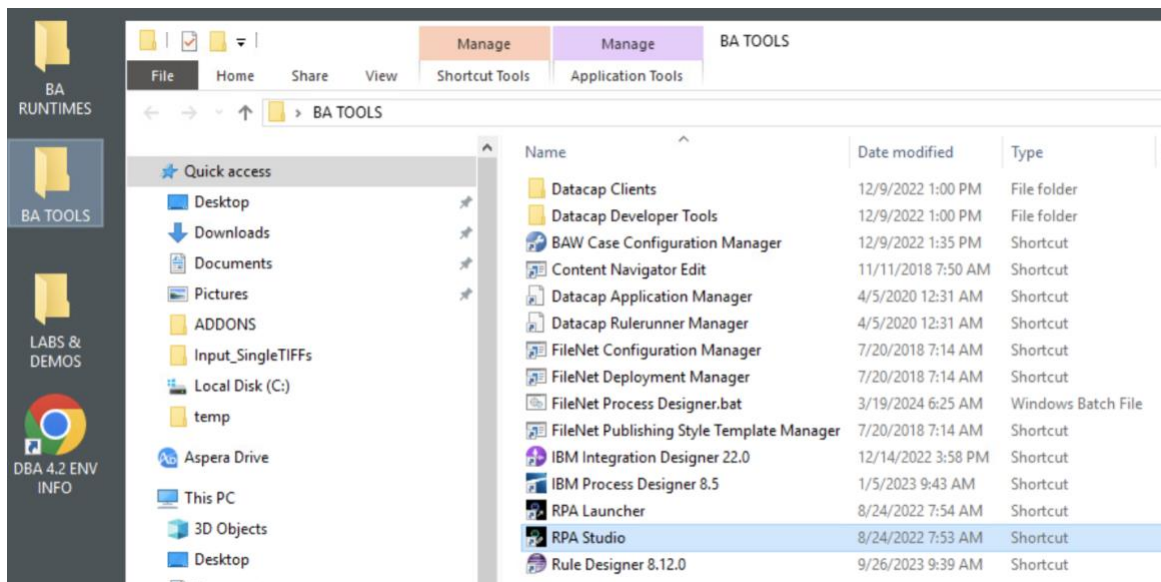 BA
RUNTIMES
BA TOOLS
LABS &
DEMOS
DBA 4.2 ENV
INFO
Manage Manage BA TOOLS
File Home Share View Shortcut Tools Application Tools
BA TOOLS
Quick access
Desktop
Downloads
Documents
Pictures
ADDONS
Input_SingleTIFFs
Local Disk (C:)
temp
Aspera Drive
This PC
3D Objects
Desktop
Name Date modified Type
Datacap Clients 12/9/2022 1:00 PM File folder
Datacap Developer Tools 12/9/2022 1:00 PM File folder
BAW Case Configuration Manager 12/9/2022 1:35 PM Shortcut
Content Navigator Edit 11/11/2018 7:50 AM Shortcut
Datacap Application Manager 4/5/2020 12:31 AM Shortcut
Datacap Rulerunner Manager 4/5/2020 12:31 AM Shortcut
FileNet Configuration Manager 7/20/2018 7:14 AM Shortcut
FileNet Deployment Manager 7/20/2018 7:14 AM Shortcut
FileNet Process Designer.bat 3/19/2024 6:25 AM Windows Batch File
FileNet Publishing Style Template Manager 7/20/2018 7:14 AM Shortcut
IBM Integration Designer 22.0 12/14/2022 3:58 PM Shortcut
IBM Process Designer 8.5 1/5/2023 9:43 AM Shortcut
RPA Launcher 8/24/2022 7:54 AM Shortcut
RPA Studio 8/24/2022 7:53 AM Shortcut
Rule Designer 8.12.0 9/26/2023 9:39 AM Shortcut